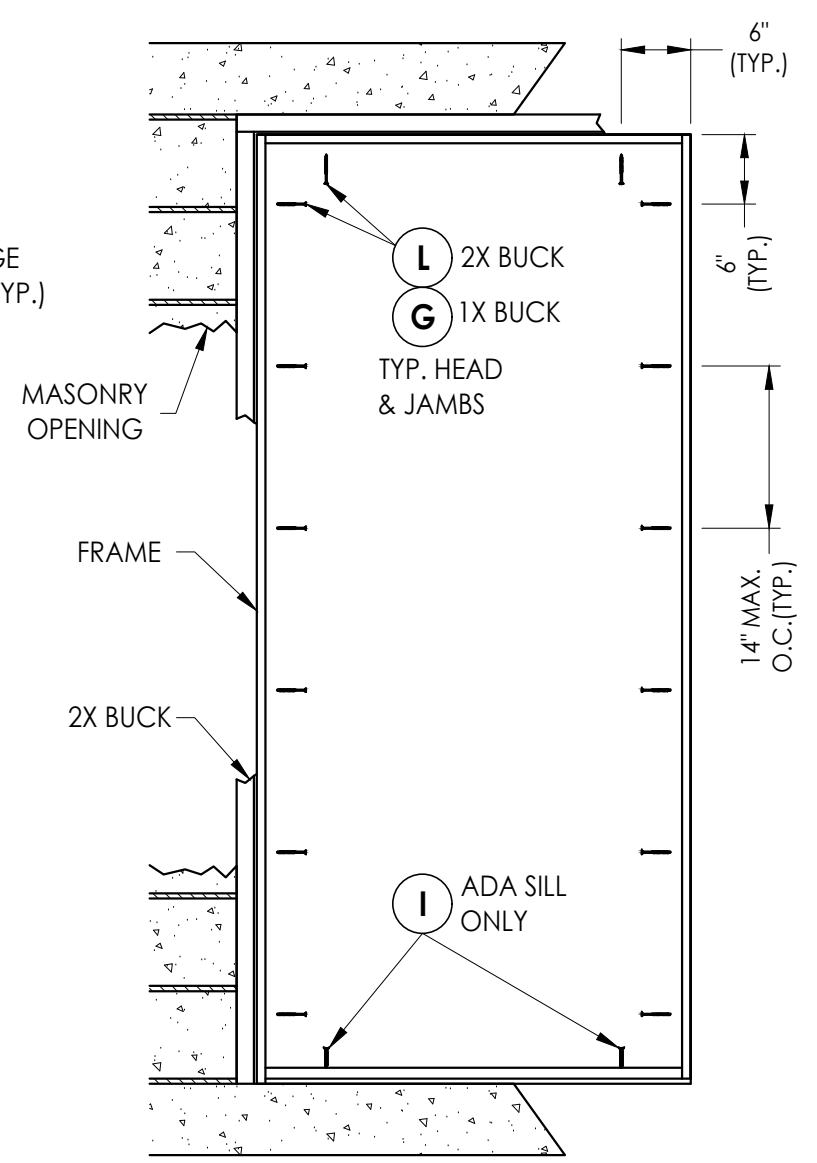 6"
(TYP.)
6"
(TYP.)
L 2X BUCK
G 1X BUCK
TYP. HEAD
& JAMBS
YP.)
MASONRY
OPENING
FRAME
14" MAX.
O.C.(TYP.)
2X BUCK
I ADA SILL
ONLY